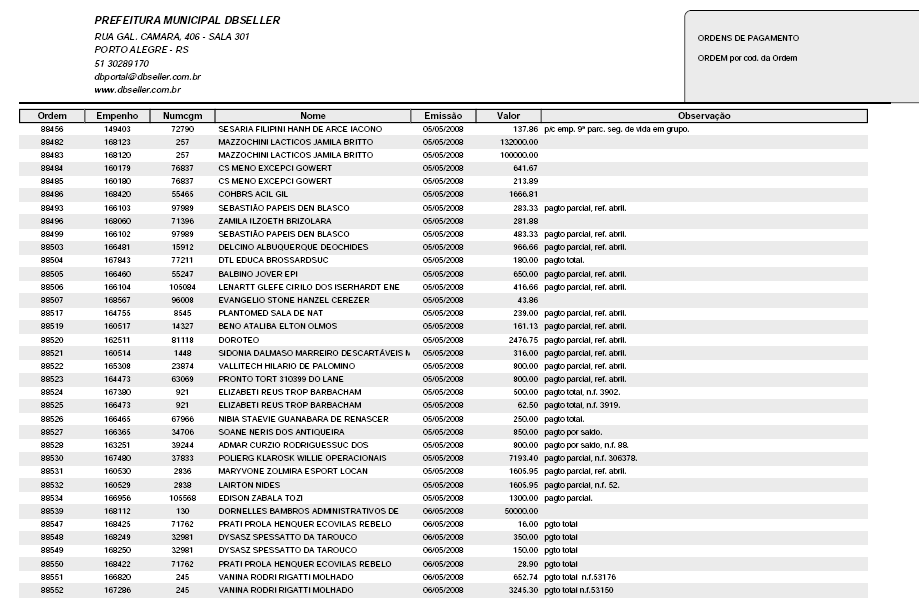 PREFEITURA MUNICIPAL DBSELLER
RUA GAL. CAMARA, 406 - SALA 301
PORTO ALEGRE - RS
51 30289170
dbportal@dbseller.com.br
www.dbseller.com.br
ORDENS DE PAGAMENTO
ORDEM por cod. da Ordem
Ordem Empenho Numcgm Nome Emissão Valor Observação
88456 149403 72790 SESARIA FILIPINI HANH DE ARCE IACONO 05/05/2008 137.86 p/c emp. 9ª parc. seg. de vida em grupo.
88482 168123 257 MAZZOCHINI LACTICOS JAMILA BRITTO 05/05/2008 132000.00
88483 168120 257 MAZZOCHINI LACTICOS JAMILA BRITTO 05/05/2008 100000.00
88484 160179 76837 CS MENO EXCEPCI GOWERT 05/05/2008 641.67
88485 160180 76837 CS MENO EXCEPCI GOWERT 05/05/2008 213.89
88486 168420 55465 COHBRS ACIL GIL 05/05/2008 1666.81
88493 166103 97989 SEBASTIÃO PAPEIS DEN BLASCO 05/05/2008 283.33 pagto parcial, ref. abril.
88496 168060 71396 ZAMILA ILZOETH BRIZOLARA 05/05/2008 281.88
88499 166102 97989 SEBASTIÃO PAPEIS DEN BLASCO 05/05/2008 483.33 pagto parcial, ref. abril.
88503 166481 15912 DELCINO ALBUQUERQUE DEOCHIDES 05/05/2008 966.66 pagto parcial, ref. abril.
88504 167843 77211 DTL EDUCA BROSSARDSUC 05/05/2008 180.00 pagto total.
88505 166460 55247 BALBINO JOVER EPI 05/05/2008 650.00 pagto parcial, ref. abril.
88506 166104 105084 LENARTT GLEFE CIRILO DOS ISERHARDT ENE 05/05/2008 416.66 pagto parcial, ref. abril.
88507 168567 96008 EVANGELIO STONE HANZEL CEREZER 05/05/2008 43.86
88517 164755 8545 PLANTOMED SALA DE NAT 05/05/2008 239.00 pagto parcial, ref. abril.
88519 160517 14327 BENO ATALIBA ELTON OLMOS 05/05/2008 161.13 pagto parcial, ref. abril.
88520 162511 81118 DOROTEO 05/05/2008 2476.75 pagto parcial, ref. abril.
88521 160514 1448 SIDONIA DALMASO MARREIRO DESCARTÁVEIS M 05/05/2008 316.00 pagto parcial, ref. abril.
88522 165308 23874 VALLITECH HILARIO DE PALOMINO 05/05/2008 800.00 pagto parcial, ref. abril.
88523 164473 63069 PRONTO TORT 310399 DO LANE 05/05/2008 800.00 pagto parcial, ref. abril.
88524 167380 921 ELIZABETI REUS TROP BARBACHAM 05/05/2008 500.00 pagto total, n.f. 3902.
88525 166473 921 ELIZABETI REUS TROP BARBACHAM 05/05/2008 62.50 pagto total, n.f. 3919.
88526 166465 67966 NIBIA STAEVIE GUANABARA DE RENASCER 05/05/2008 250.00 pagto total.
88527 166365 34706 SOANE NERIS DOS ANTIQUEIRA 05/05/2008 850.00 pagto por saldo.
88528 163251 39244 ADMAR CURZIO RODRIGUESSUC DOS 05/05/2008 800.00 pagto por saldo, n.f. 88.
88530 167480 37833 POLIERG KLAROSK WILLIE OPERACIONAIS 05/05/2008 7193.40 pagto parcial, n.f. 306378.
88531 160530 2836 MARYVONE ZOLMIRA ESPORT LOCAN 05/05/2008 1605.95 pagto parcial, ref. abril.
88532 160529 2838 LAIRTON NIDES 05/05/2008 1605.95 pagto parcial, n.f. 52.
88534 166956 105568 EDISON ZABALA TOZI 05/05/2008 1300.00 pagto parcial.
88539 168112 130 DORNELLES BAMBROS ADMINISTRATIVOS DE 06/05/2008 50000.00
88547 168425 71762 PRATI PROLA HENQUER ECOVILAS REBELO 06/05/2008 16.00 pgto total
88548 168249 32981 DYSASZ SPESSATTO DA TAROUCO 06/05/2008 350.00 pgto total
88549 168250 32981 DYSASZ SPESSATTO DA TAROUCO 06/05/2008 150.00 pgto total
88550 168422 71762 PRATI PROLA HENQUER ECOVILAS REBELO 06/05/2008 28.90 pgto total
88551 166820 245 VANINA RODRI RIGATTI MOLHADO 06/05/2008 652.74 pgto total n.f.53176
88552 167286 245 VANINA RODRI RIGATTI MOLHADO 06/05/2008 3245.30 pgto total n.f.53150